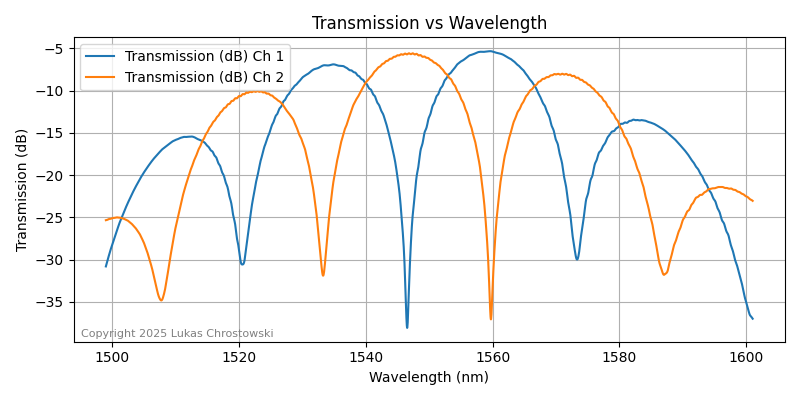 Transmission vs Wavelength
Transmission (dB) Ch 1
Transmission (dB) Ch 2
Transmission (dB)
−5
−10
−15
−20
−25
−30
−35
Copyright 2025 Lukas Chrostowski
1500 1520 1540 1560 1580 1600
Wavelength (nm)